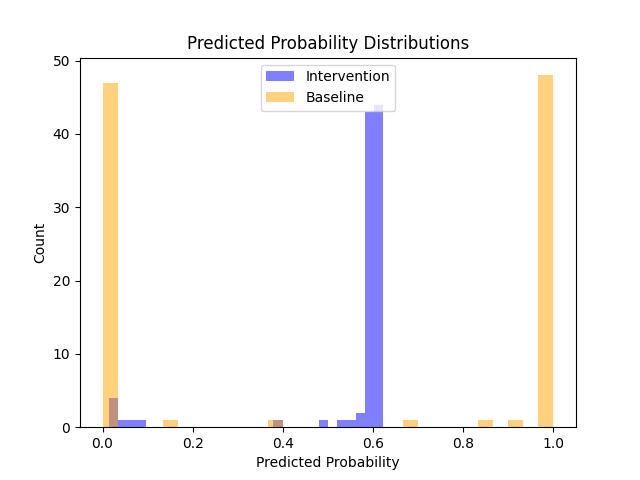 Predicted Probability Distributions
Intervention
Baseline
Count
50
40
30
20
10
0
0.0 0.2 0.4 0.6 0.8 1.0
Predicted Probability